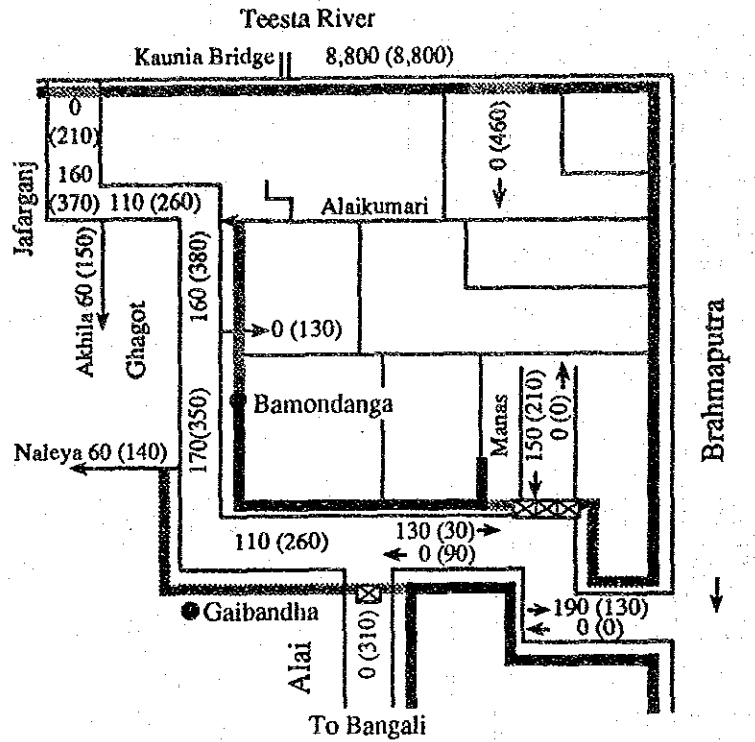 Teesta River
Kaunia Bridge
8,800 (8,800)
0
(210)
160
(370)
110 (260)
Jafarganj
Akhila 60 (150)
Ghagot
0 (460)
Alaikumari
160 (380)
0 (130)
170(350)
Bamondanga
Manas
150 (210)
0 (0)
Brahmaputra
Naleya 60 (140)
110 (260)
130 (30)
0 (90)
Gaibandha
190 (130)
0 (0)
Alai
0 (310)
To Bangali